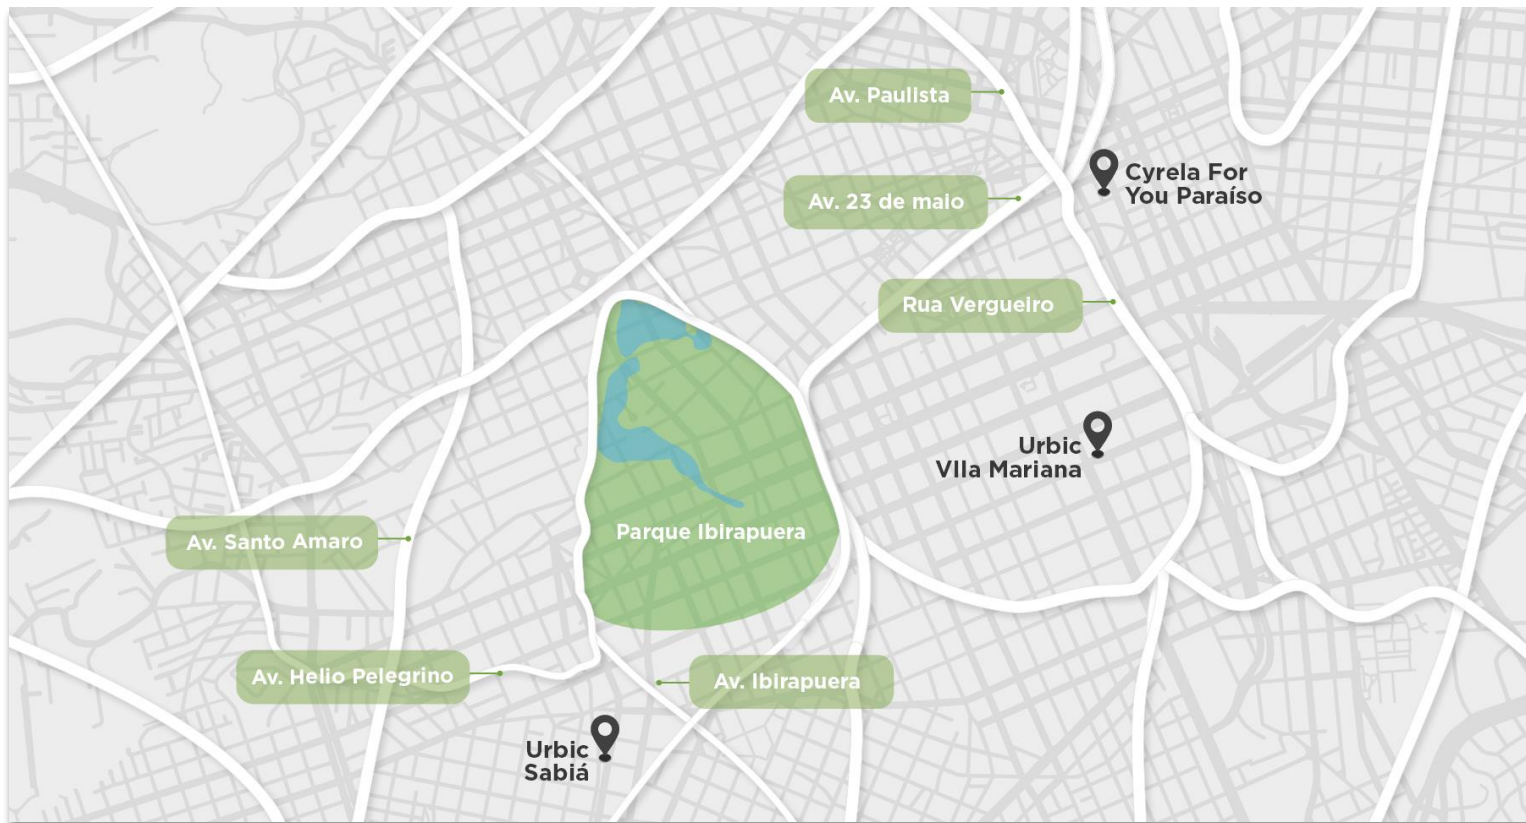 Av. Paulista
Cyrela For
You Paraíso
Av. 23 de maio
Rua Vergueiro
Urbic
VIla Mariana
Parque Ibirapuera
Av. Santo Amaro
Av. Helio Pelegrino
Av. Ibirapuera
Urbic
Sabiá